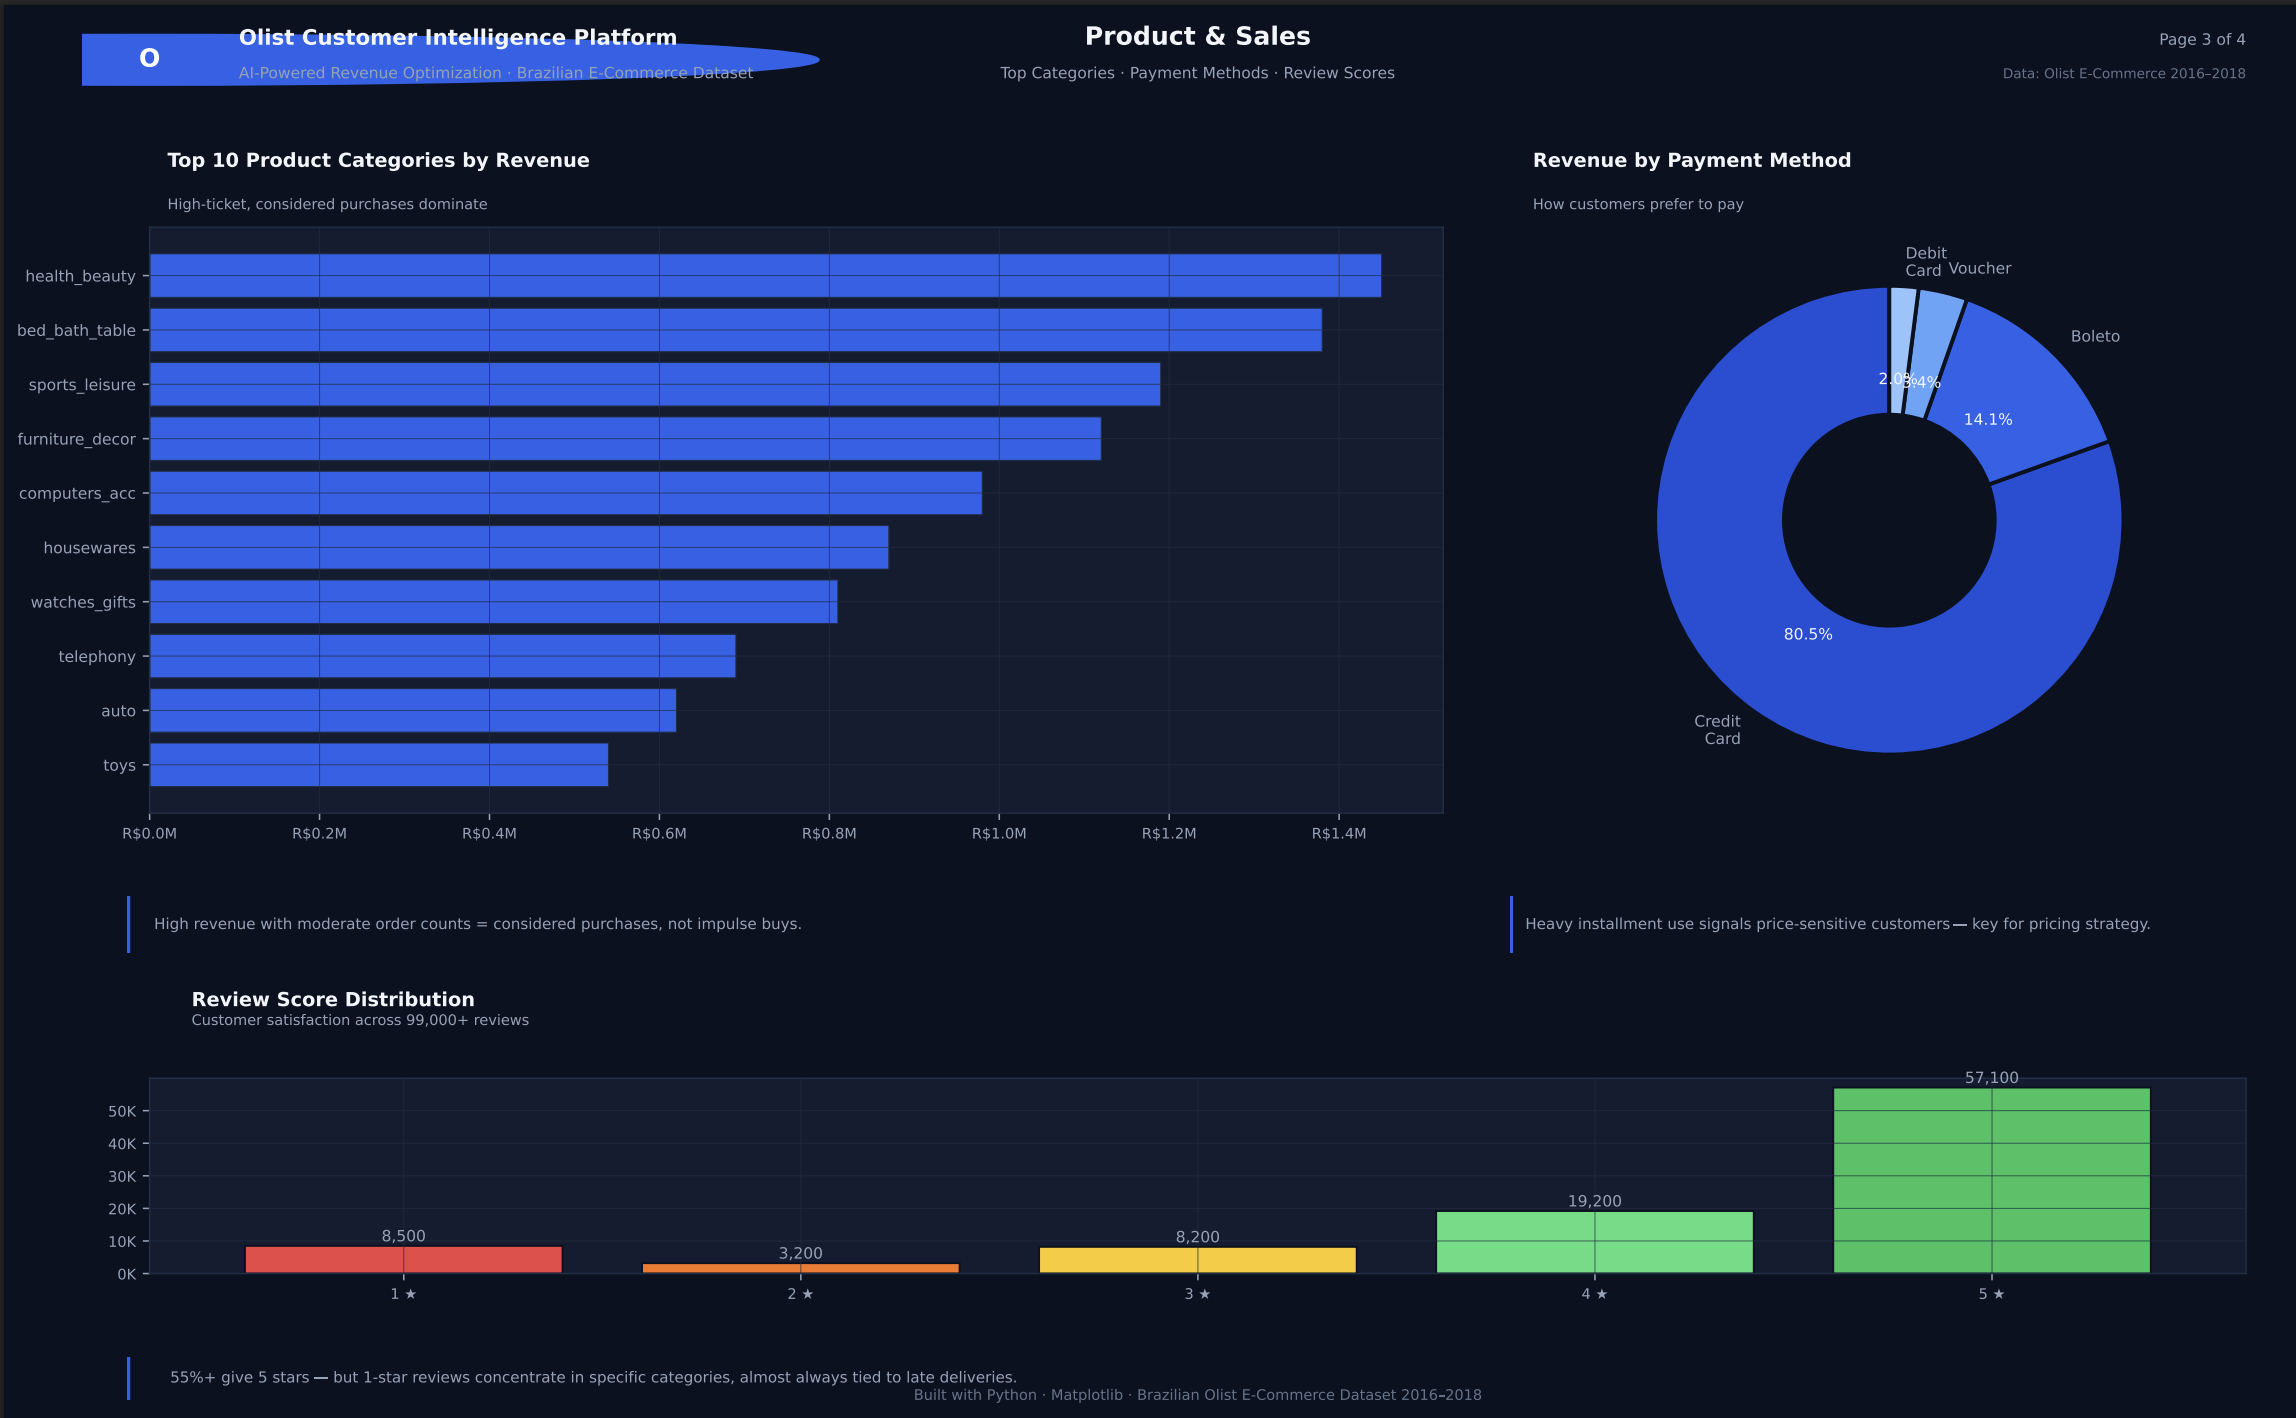 O
Olist Customer Intelligence Platform
AI-Powered Revenue Optimization · Brazilian E-Commerce Dataset
Product & Sales
Top Categories · Payment Methods · Review Scores
Page 3 of 4
Data: Olist E-Commerce 2016–2018
Top 10 Product Categories by Revenue
High-ticket, considered purchases dominate
health_beauty
bed_bath_table
sports_leisure
furniture_decor
computers_acc
housewares
watches_gifts
telephony
auto
toys
R$0.0M R$0.2M R$0.4M R$0.6M R$0.8M R$1.0M R$1.2M R$1.4M
Revenue by Payment Method
How customers prefer to pay
Debit
Card
Voucher
Boleto
2.0%
3.4%
14.1%
80.5%
Credit
Card
High revenue with moderate order counts = considered purchases, not impulse buys.
Heavy installment use signals price-sensitive customers — key for pricing strategy.
Review Score Distribution
Customer satisfaction across 99,000+ reviews
50K
40K
30K
20K
10K
0K
8,500
3,200
8,200
19,200
57,100
1 ★ 2 ★ 3 ★ 4 ★ 5 ★
55%+ give 5 stars — but 1-star reviews concentrate in specific categories, almost always tied to late deliveries.
Built with Python · Matplotlib · Brazilian Olist E-Commerce Dataset 2016–2018